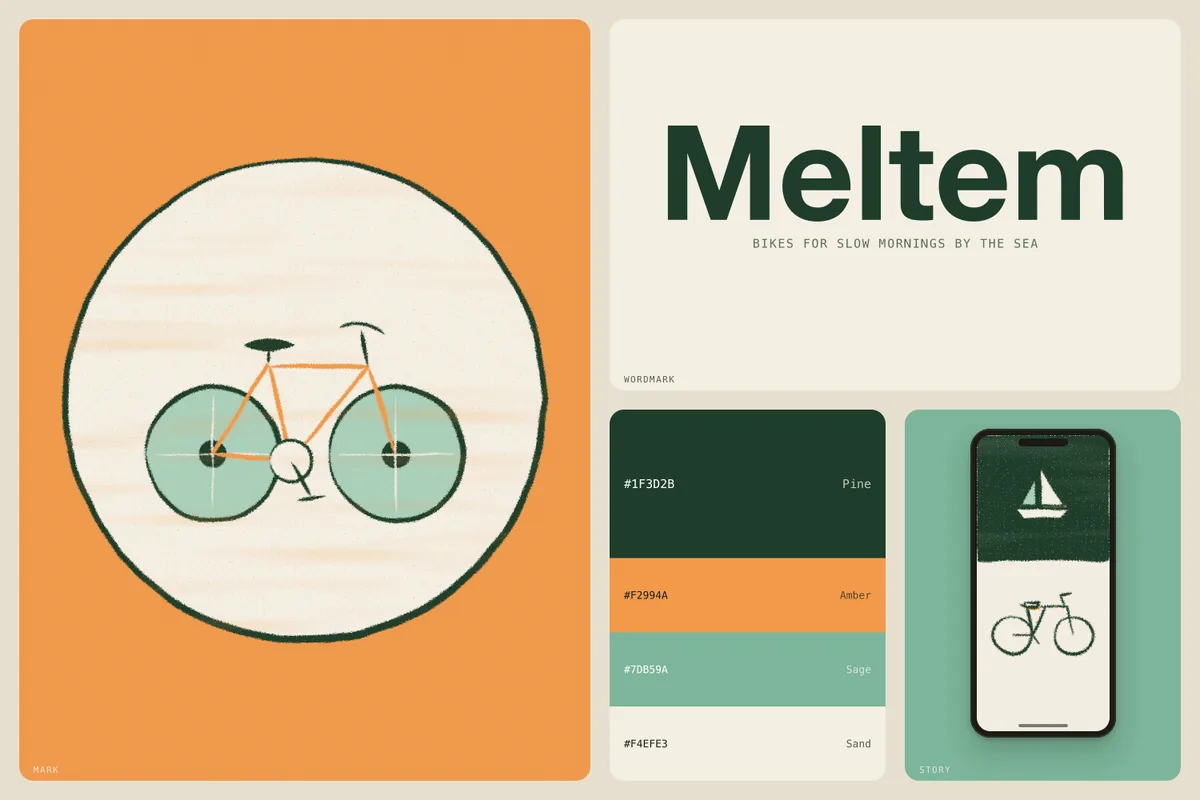 MARK
Meltem
BIKES FOR SLOW MORNINGS BY THE SEA
WORDMARK
#1F3D2B Pine
#F2994A Amber
#7DB59A Sage
#F4EFE3 Sand
STORY